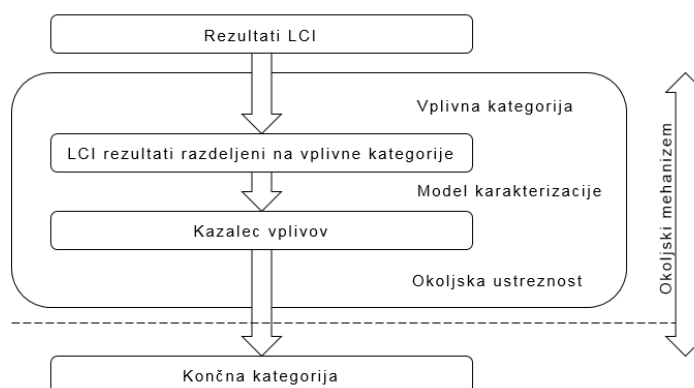 Rezultati LCI
Vplivna kategorija
LCI rezultati razdeljeni na vplivne kategorije
Model karakterizacije
Kazalec vplivov
Okoljska ustreznost
Končna kategorija
Okoljski mehanizem